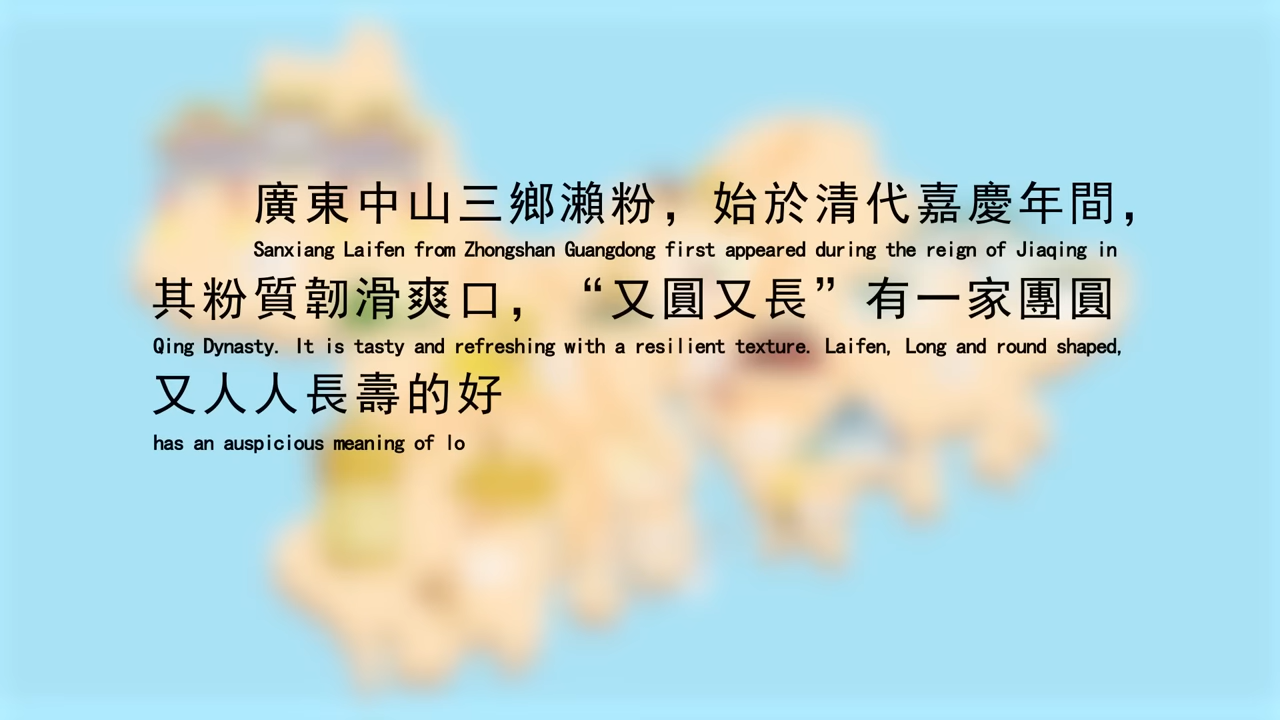 廣東中山三鄉瀨粉，始於清代嘉慶年間，
Sanxiang Laifen from Zhongshan Guangdong first appeared during the reign of Jiaqing in
其粉質韌滑爽口，“又圓又長”有一家團圓
Qing Dynasty. It is tasty and refreshing with a resilient texture. Laifen, Long and round shaped,
又人人長壽的好
has an auspicious meaning of lo